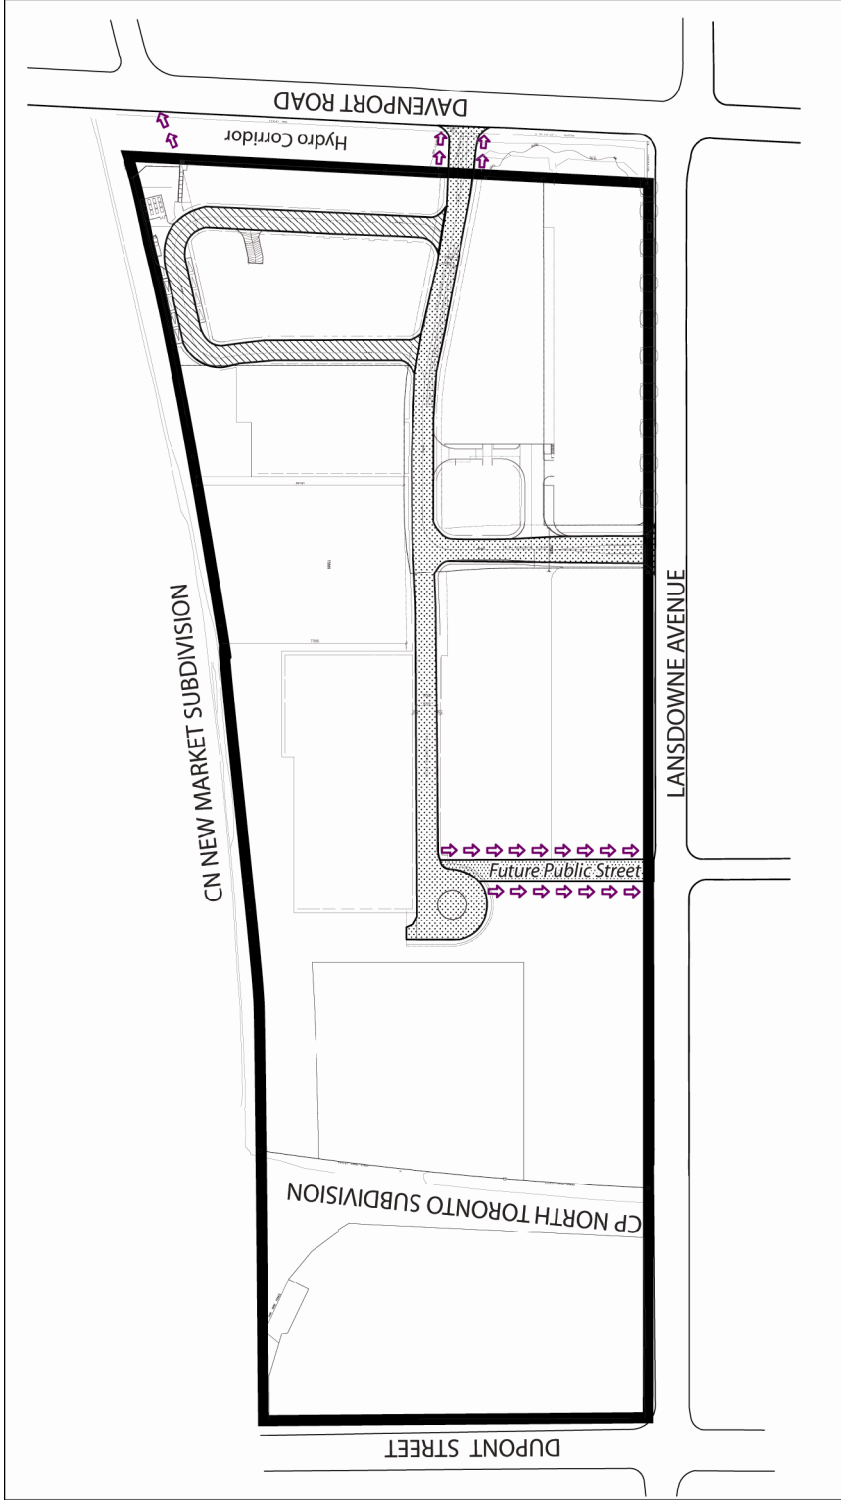 DAVENPORT ROAD
Hydro Corridor
CN NEW MARKET SUBDIVISION
LANSDOWNE AVENUE
Future Public Street
CP NORTH TORONTO SUBDIVISION
DUPONT STREET